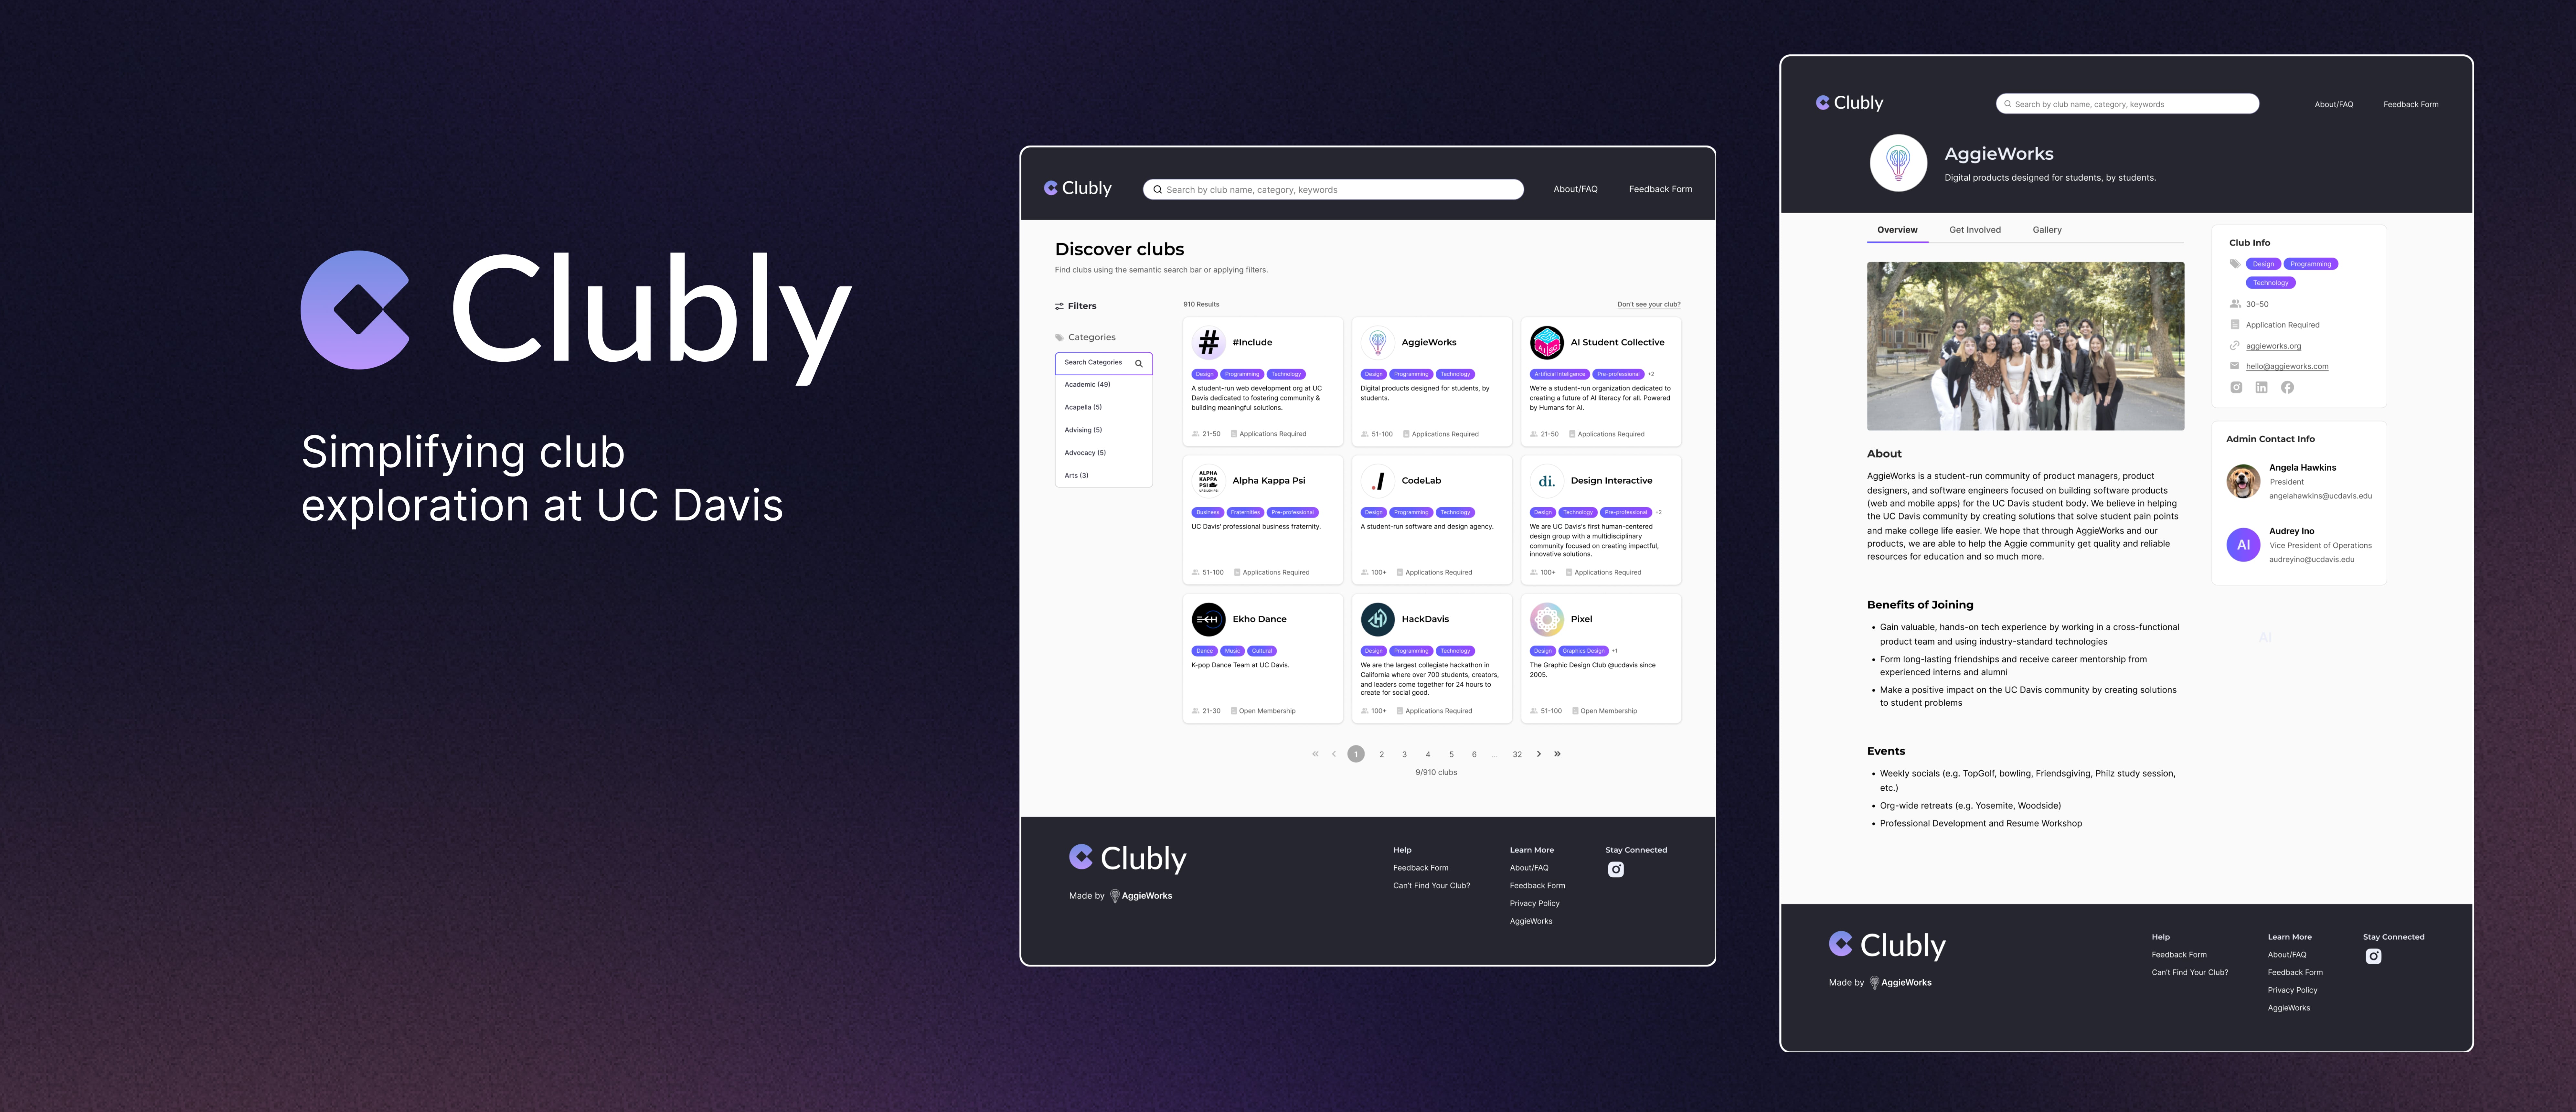 Clubly
Simplifying club
exploration at UC Davis
Clubly
Search by club name, category, keywords
About/FAQ
Feedback Form
Discover clubs
Find clubs using the semantic search bar or applying filters.
Filters
Categories
Search Categories
Academic (49)
Acapella (5)
Advising (5)
Advocacy (5)
Arts (3)
910 Results
Don't see your club?
#
#Include
Design Programming Technology
A student-run web development org at UC
Davis dedicated to fostering community &
building meaningful solutions.
21-50 Applications Required
AggieWorks
Design Programming Technology
Digital products designed for students, by
students.
51-100 Applications Required
AI Student Collective
Artificial Inteligence Pre-professional +2
We're a student-run organization dedicated to
creating a future of AI literacy for all. Powered
by Humans for AI.
21-50 Applications Required
ALPHA
KAPPA
PSI
UPSILON PSI
Alpha Kappa Psi
Business Fraternities Pre-professional
UC Davis' professional business fraternity.
51-100 Applications Required
CodeLab
Design Programming Technology
A student-run software and design agency.
100+ Applications Required
di.
Design Interactive
Design Technology Pre-professional +2
We are UC Davis's first human-centered
design group with a multidisciplinary
community focused on creating impactful,
innovative solutions.
100+ Applications Required
Ekho Dance
Dance Music Cultural
K-pop Dance Team at UC Davis.
21-30 Open Membership
HackDavis
Design Programming Technology
We are the largest collegiate hackathon in
California where over 700 students, creators,
and leaders come together for 24 hours to
create for social good.
100+ Applications Required
Pixel
Design Graphics Design +1
The Graphic Design Club @ucdavis since
2005.
51-100 Open Membership
« ‹ 1 2 3 4 5 6 ... 32 › »
9/910 clubs
Clubly
Made by AggieWorks
Help
Feedback Form
Can't Find Your Club?
Learn More
About/FAQ
Feedback Form
Privacy Policy
AggieWorks
Stay Connected
Clubly
Search by club name, category, keywords
About/FAQ
Feedback Form
AggieWorks
Digital products designed for students, by students.
Overview
Get Involved
Gallery
About
AggieWorks is a student-run community of product managers, product
designers, and software engineers focused on building software products
(web and mobile apps) for the UC Davis student body. We believe in helping
the UC Davis community by creating solutions that solve student pain points
and make college life easier. We hope that through AggieWorks and our
products, we are able to help the Aggie community get quality and reliable
resources for education and so much more.
Benefits of Joining
• Gain valuable, hands-on tech experience by working in a cross-functional
product team and using industry-standard technologies
• Form long-lasting friendships and receive career mentorship from
experienced interns and alumni
• Make a positive impact on the UC Davis community by creating solutions
to student problems
Events
• Weekly socials (e.g. TopGolf, bowling, Friendsgiving, Philz study session,
etc.)
• Org-wide retreats (e.g. Yosemite, Woodside)
• Professional Development and Resume Workshop
Club Info
Design Programming
Technology
30-50
Application Required
aggieworks.org
hello@aggieworks.com
Admin Contact Info
Angela Hawkins
President
angelahawkins@ucdavis.edu
AI
Audrey Ino
Vice President of Operations
audreyino@ucdavis.edu
AI
Clubly
Made by AggieWorks
Help
Feedback Form
Can't Find Your Club?
Learn More
About/FAQ
Feedback Form
Privacy Policy
AggieWorks
Stay Connected